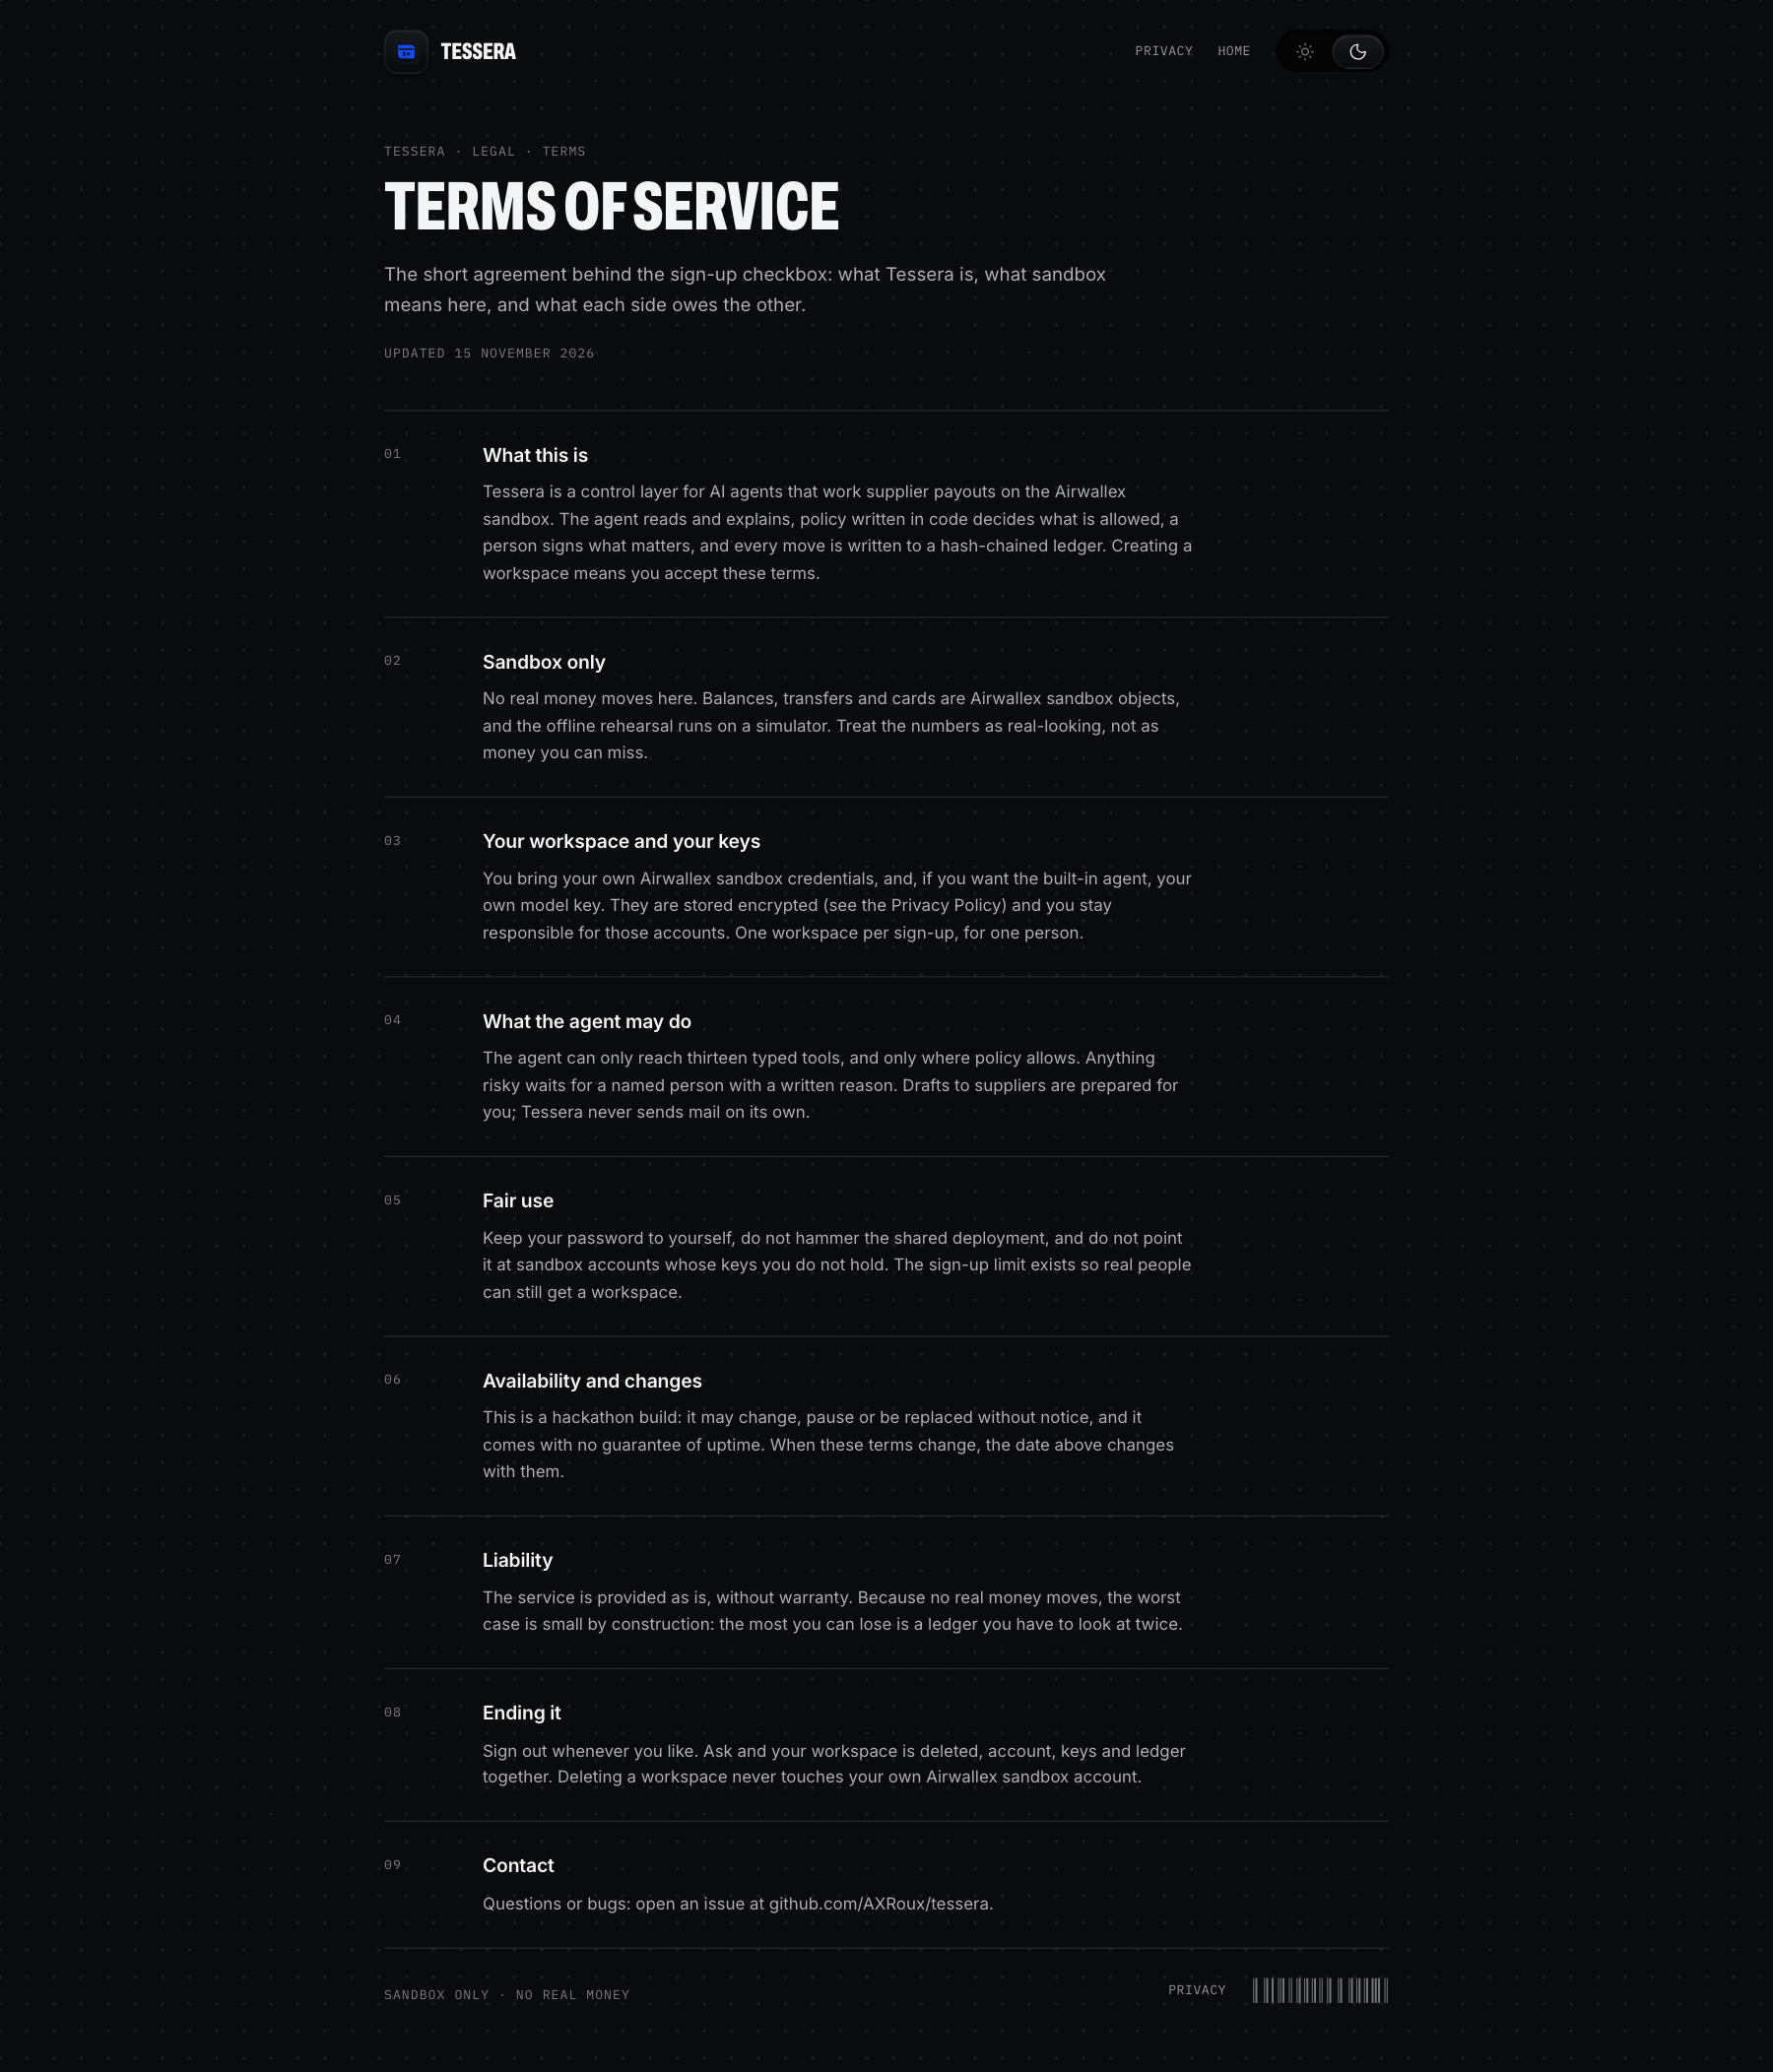 TESSERA
PRIVACY HOME
TESSERA · LEGAL · TERMS
TERMS OF SERVICE
The short agreement behind the sign-up checkbox: what Tessera is, what sandbox
means here, and what each side owes the other.
UPDATED 15 NOVEMBER 2026
01
What this is
Tessera is a control layer for AI agents that work supplier payouts on the Airwallex
sandbox. The agent reads and explains, policy written in code decides what is allowed, a
person signs what matters, and every move is written to a hash-chained ledger. Creating a
workspace means you accept these terms.
02
Sandbox only
No real money moves here. Balances, transfers and cards are Airwallex sandbox objects,
and the offline rehearsal runs on a simulator. Treat the numbers as real-looking, not as
money you can miss.
03
Your workspace and your keys
You bring your own Airwallex sandbox credentials, and, if you want the built-in agent, your
own model key. They are stored encrypted (see the Privacy Policy) and you stay
responsible for those accounts. One workspace per sign-up, for one person.
04
What the agent may do
The agent can only reach thirteen typed tools, and only where policy allows. Anything
risky waits for a named person with a written reason. Drafts to suppliers are prepared for
you; Tessera never sends mail on its own.
05
Fair use
Keep your password to yourself, do not hammer the shared deployment, and do not point
it at sandbox accounts whose keys you do not hold. The sign-up limit exists so real people
can still get a workspace.
06
Availability and changes
This is a hackathon build: it may change, pause or be replaced without notice, and it
comes with no guarantee of uptime. When these terms change, the date above changes
with them.
07
Liability
The service is provided as is, without warranty. Because no real money moves, the worst
case is small by construction: the most you can lose is a ledger you have to look at twice.
08
Ending it
Sign out whenever you like. Ask and your workspace is deleted, account, keys and ledger
together. Deleting a workspace never touches your own Airwallex sandbox account.
09
Contact
Questions or bugs: open an issue at github.com/AXRoux/tessera.
SANDBOX ONLY · NO REAL MONEY
PRIVACY